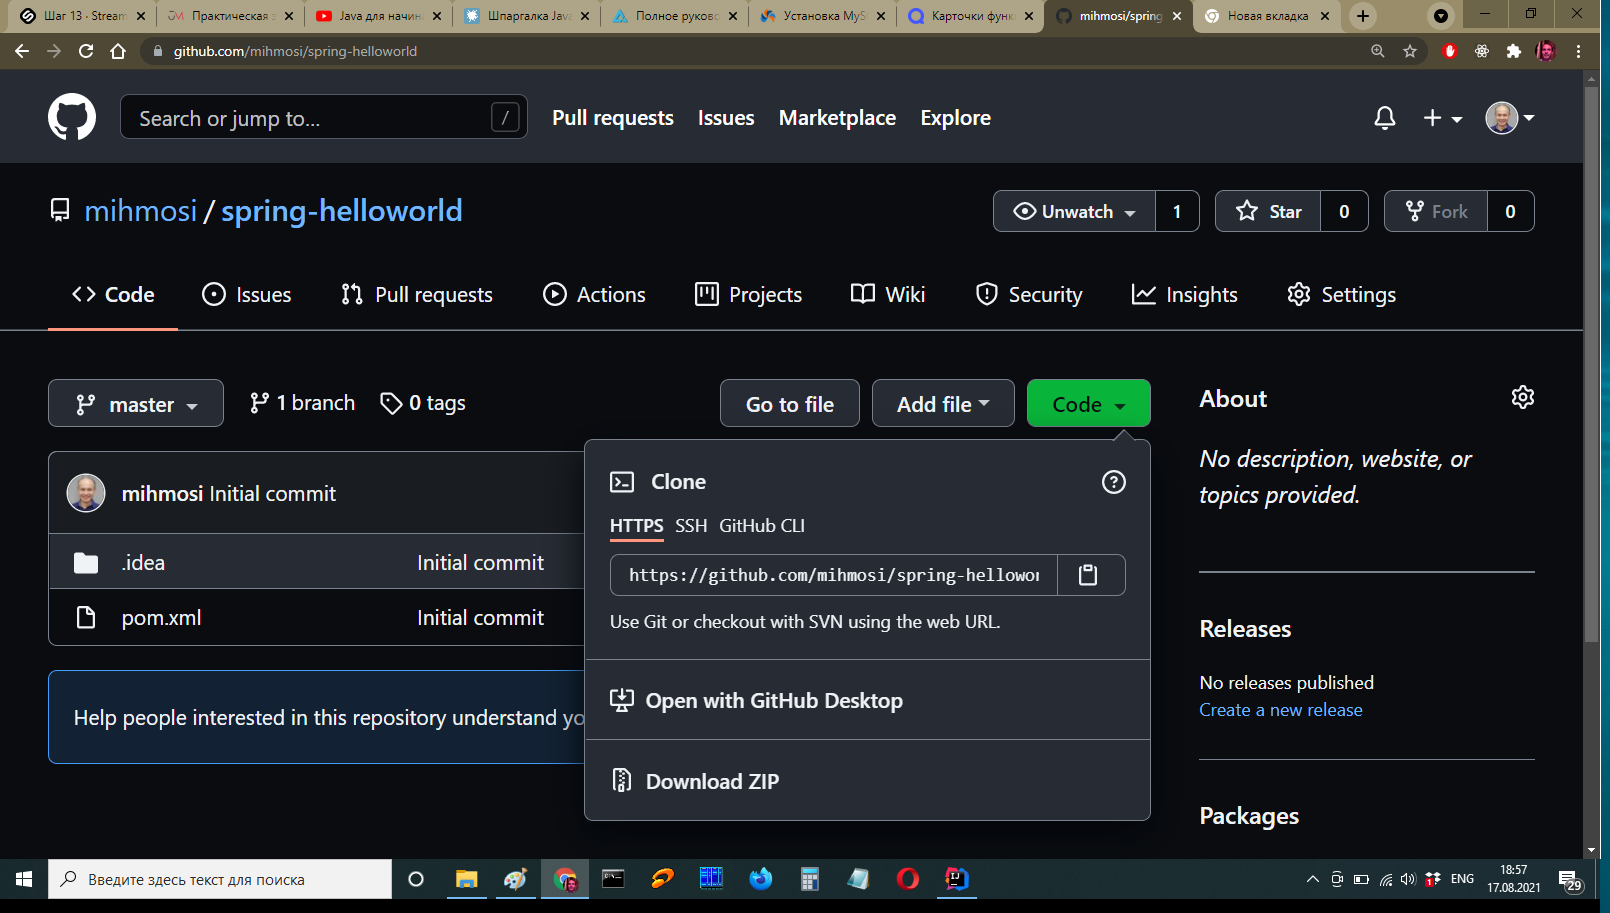 Шаг 13 · Stream
Практическая з
Java для начин
Шпаргалка Java
Полное руково
Установка MyS
Карточки функ
mihmosi/spring
Новая вкладка
github.com/mihmosi/spring-helloworld
Search or jump to...
/
Pull requests
Issues
Marketplace
Explore
mihmosi / spring-helloworld
Unwatch
1
Star
0
Fork
0
Code
Issues
Pull requests
Actions
Projects
Wiki
Security
Insights
Settings
master
1 branch
0 tags
Go to file
Add file
Code
mihmosi Initial commit
.idea
Initial commit
pom.xml
Initial commit
Help people interested in this repository understand yo
Clone
HTTPS
SSH
GitHub CLI
https://github.com/mihmosi/spring-hellowor
Use Git or checkout with SVN using the web URL.
Open with GitHub Desktop
Download ZIP
About
No description, website, or
topics provided.
Releases
No releases published
Create a new release
Packages
Введите здесь текст для поиска
ENG
18:57
17.08.2021
29